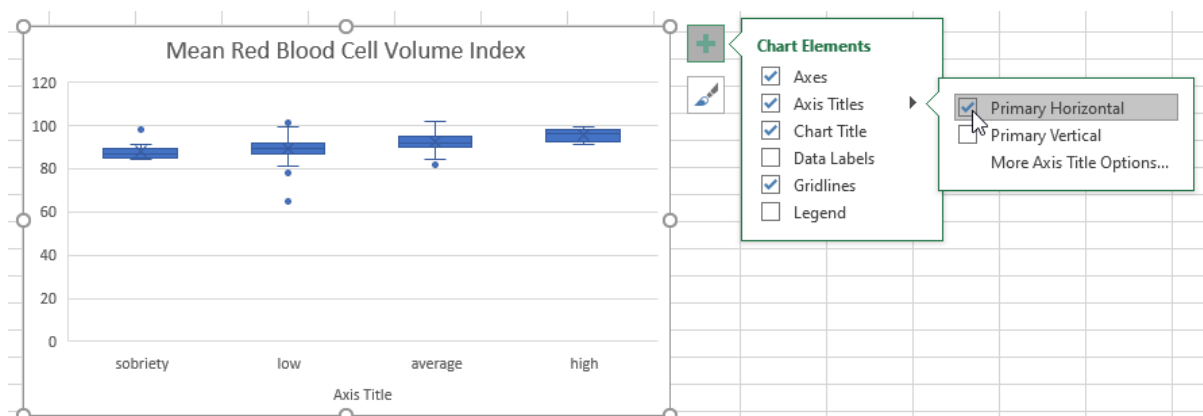 Mean Red Blood Cell Volume Index
120
100
80
60
40
20
0
sobriety low average high
Axis Title
Chart Elements
Axes
Axis Titles
Chart Title
Data Labels
Gridlines
Legend
Primary Horizontal
Primary Vertical
More Axis Title Options...